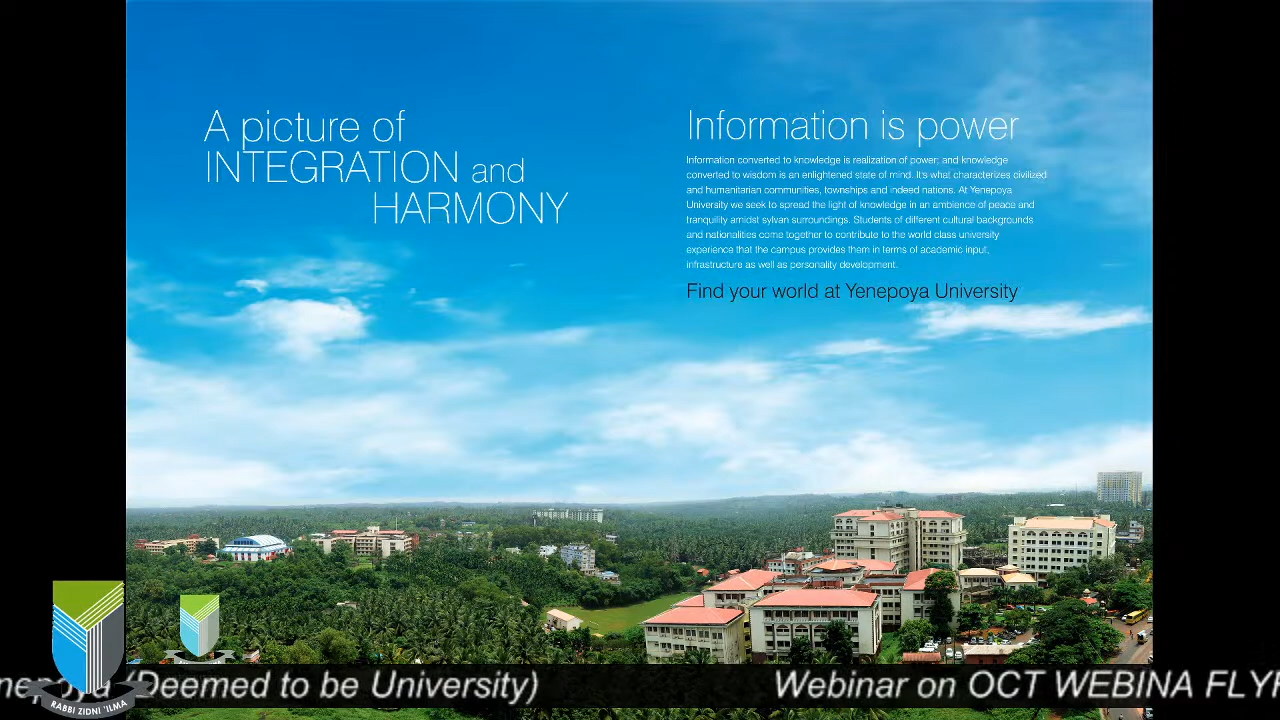 A picture of
INTEGRATION and
HARMONY
Information is power
Information converted to knowledge is realization of power; and knowledge
converted to wisdom is an enlightened state of mind. It's what characterizes civilized
and humanitarian communities, townships and indeed nations. At Yenepoya
University we seek to spread the light of knowledge in an ambience of peace and
tranquility amidst sylvan surroundings. Students of different cultural backgrounds
and nationalities come together to contribute to the world class university
experience that the campus provides them in terms of academic input,
infrastructure as well as personality development.
Find your world at Yenepoya University
(Deemed to be University)
Webinar on OCT WEBINA
RABBI ZIDNI 'ILMA